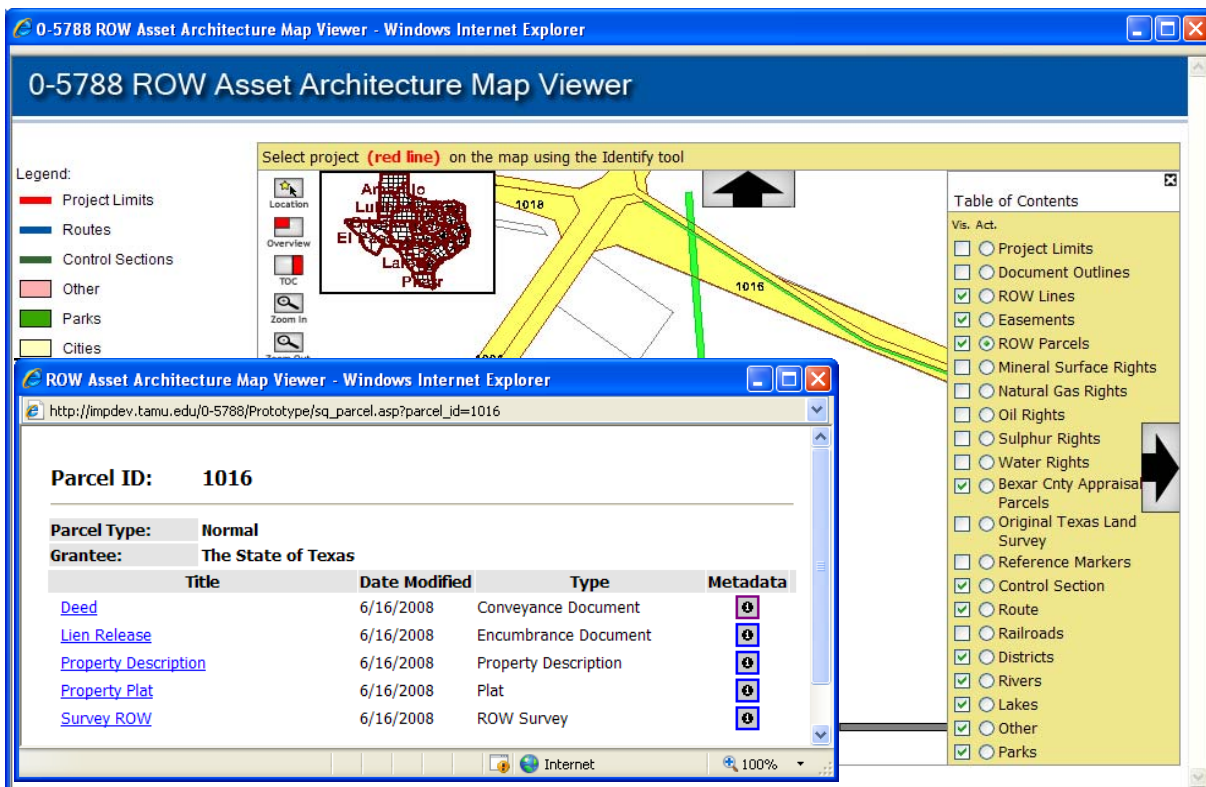 0-5788 ROW Asset Architecture Map Viewer - Windows Internet Explorer
0-5788 ROW Asset Architecture Map Viewer
Legend:
Project Limits
Routes
Control Sections
Other
Parks
Cities
Select project (red line) on the map using the Identify tool
Location
Overview
TOC
Zoom In
Amarillo
El
1018
1016
Table of Contents
Vis. Act.
Project Limits
Document Outlines
ROW Lines
Easements
ROW Parcels
Mineral Surface Rights
Natural Gas Rights
Oil Rights
Sulphur Rights
Water Rights
Bexar Cnty Appraisal
Parcels
Original Texas Land
Survey
Reference Markers
Control Section
Route
Railroads
Districts
Rivers
Lakes
Other
Parks
ROW Asset Architecture Map Viewer - Windows Internet Explorer
http://impdev.tamu.edu/0-5788/Prototype/sq_parcel.asp?parcel_id=1016
Parcel ID: 1016
Parcel Type: Normal
Grantee: The State of Texas
Title Date Modified Type Metadata
Deed 6/16/2008 Conveyance Document
Lien Release 6/16/2008 Encumbrance Document
Property Description 6/16/2008 Property Description
Property Plat 6/16/2008 Plat
Survey ROW 6/16/2008 ROW Survey
Internet 100%